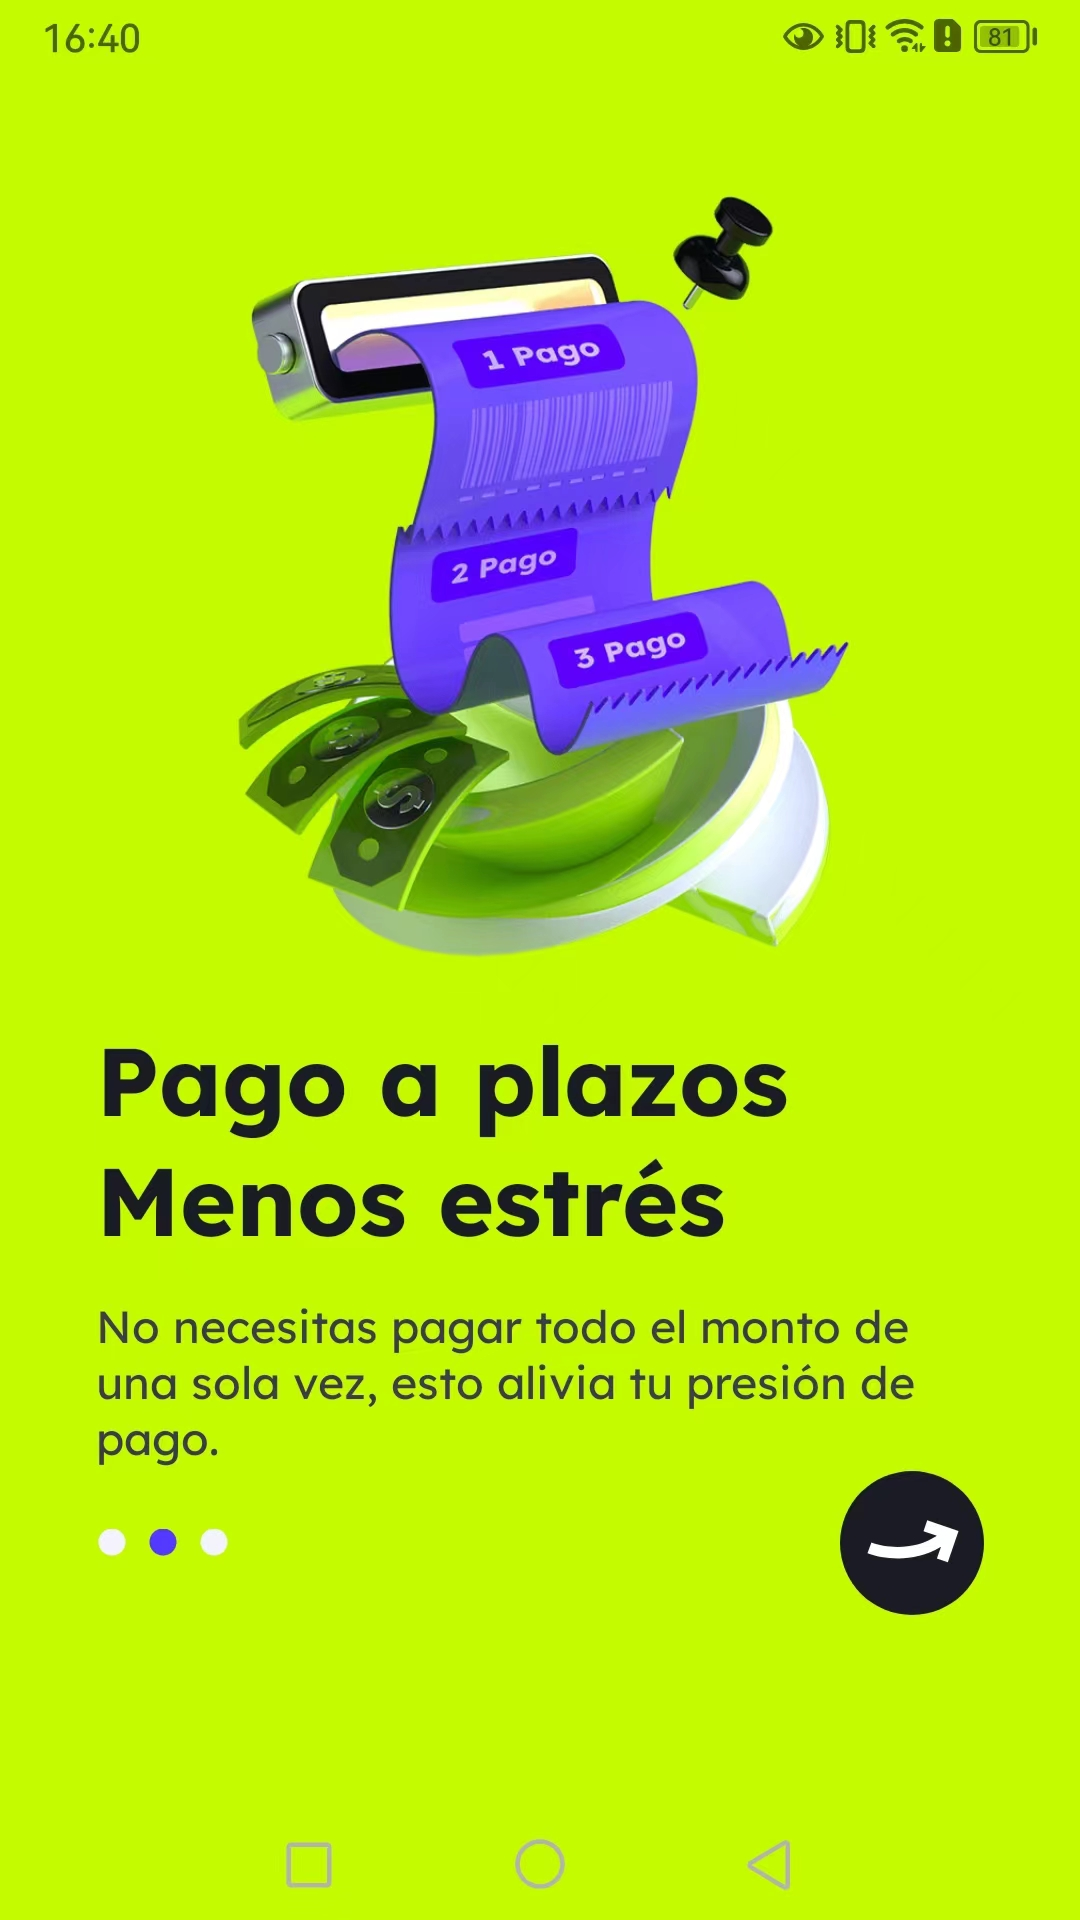 16:40
81
1 Pago
2 Pago
3 Pago
Pago a plazos
Menos estrés
No necesitas pagar todo el monto de
una sola vez, esto alivia tu presión de
pago.